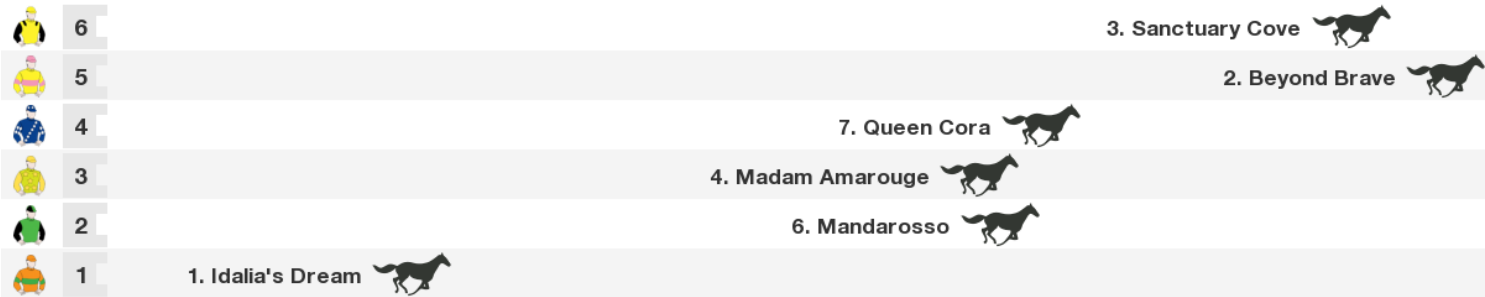 6 3. Sanctuary Cove
5 2. Beyond Brave
4 7. Queen Cora
3 4. Madam Amarouge
2 6. Mandarosso
1 1. Idalia's Dream